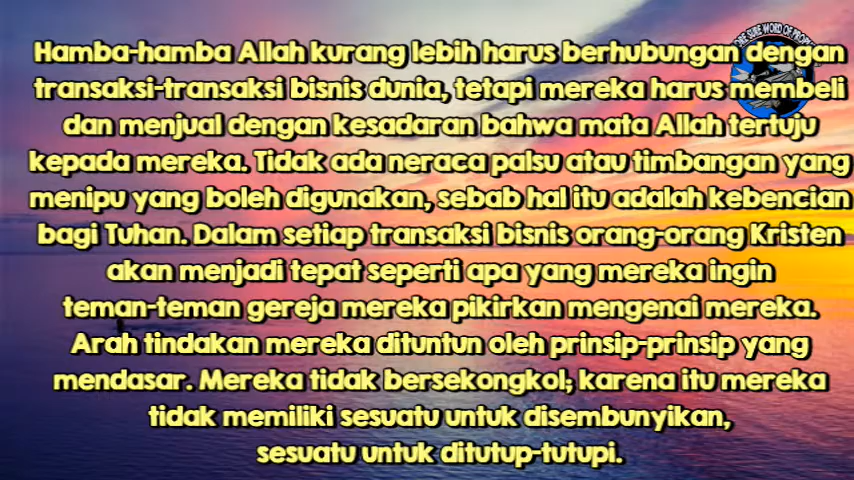 Hamba-hamba Allah kurang lebih harus berhubungan dengan
transaksi-transaksi bisnis dunia, tetapi mereka harus membeli
dan menjual dengan kesadaran bahwa mata Allah tertuju
kepada mereka. Tidak ada neraca palsu atau timbangan yang
menipu yang boleh digunakan, sebab hal itu adalah kebencian
bagi Tuhan. Dalam setiap transaksi bisnis orang-orang Kristen
akan menjadi tepat seperti apa yang mereka ingin
teman-teman gereja mereka pikirkan mengenai mereka.
Arah tindakan mereka dituntun oleh prinsip-prinsip yang
mendasar. Mereka tidak bersekongkol; karena itu mereka
tidak memiliki sesuatu untuk disembunyikan,
sesuatu untuk ditutup-tutupi.
SURE WORD OF